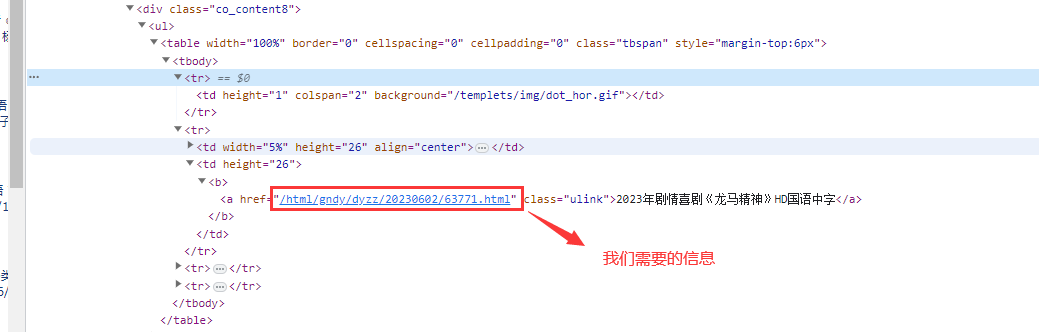 <div class="co_content8">
<ul>
<table width="100%" border="0" cellspacing="0" cellpadding="0" class="tbspan" style="margin-top:6px">
<tbody>
<tr> == $0
<td height="1" colspan="2" background="/templets/img/dot_hor.gif"></td>
</tr>
<tr>
<td width="5%" height="26" align="center">…</td>
<td height="26">
<b>
<a href="/html/gndy/dyzz/20230602/63771.html" class="ulink">2023年剧情喜剧《龙马精神》HD国语中字</a>
</b>
</td>
</tr>
我们需要的信息
<tr>…</tr>
<tr>…</tr>
</tbody>
</table>